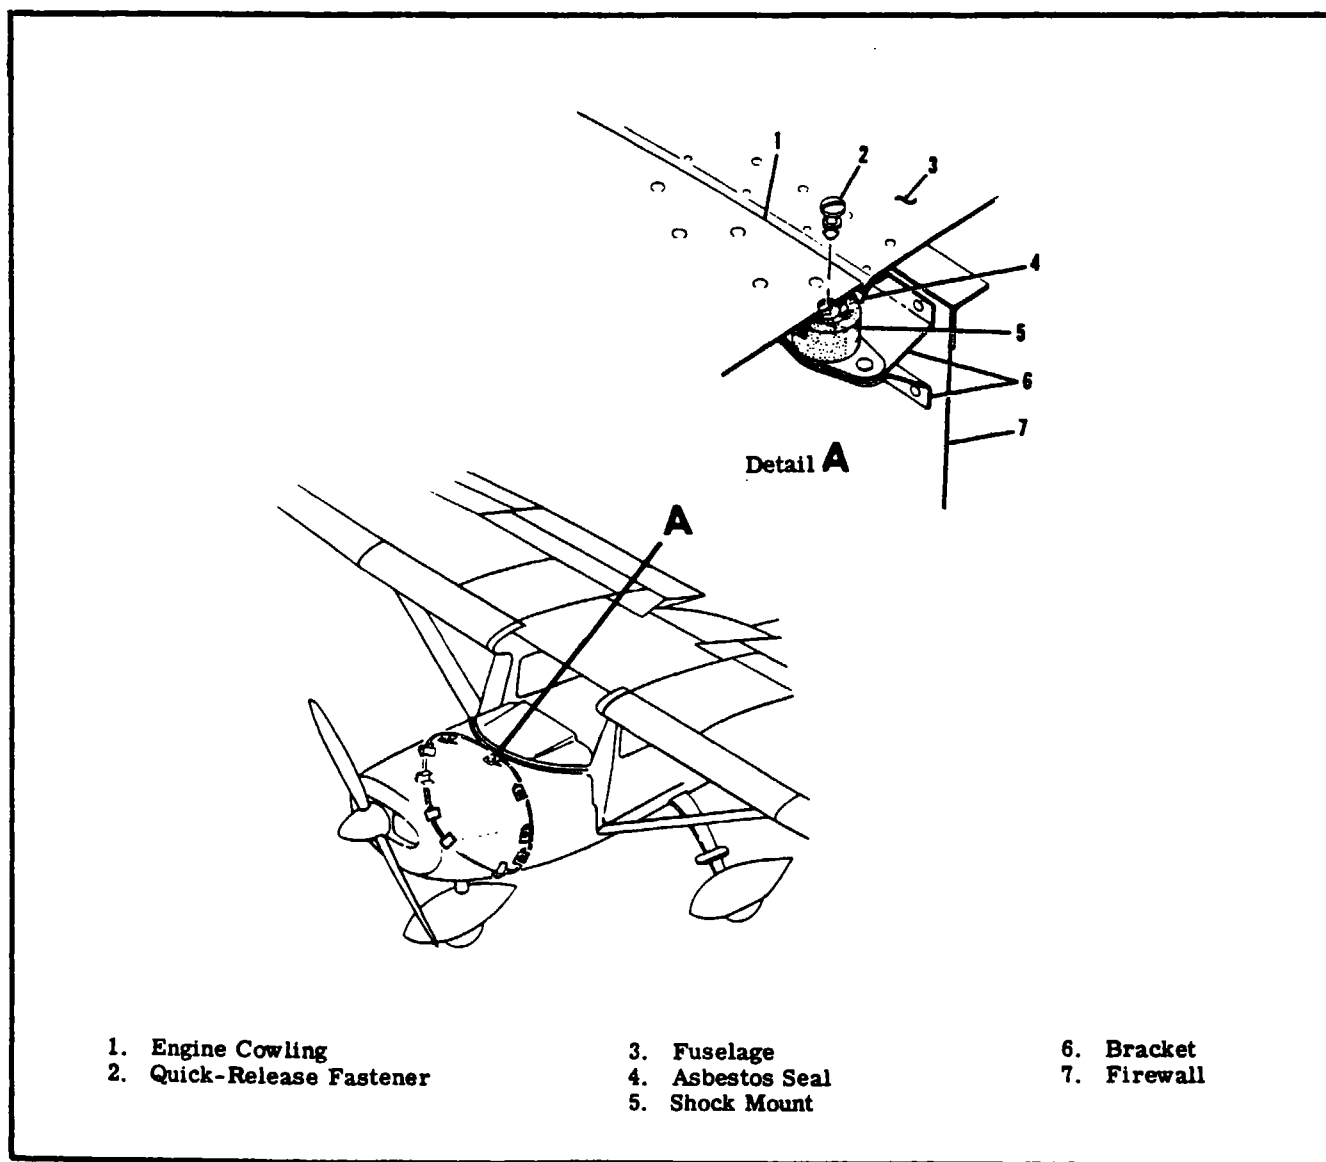 1
2
3
4
5
6
7
Detail A
A
1. Engine Cowling
2. Quick-Release Fastener
3. Fuselage
4. Asbestos Seal
5. Shock Mount
6. Bracket
7. Firewall